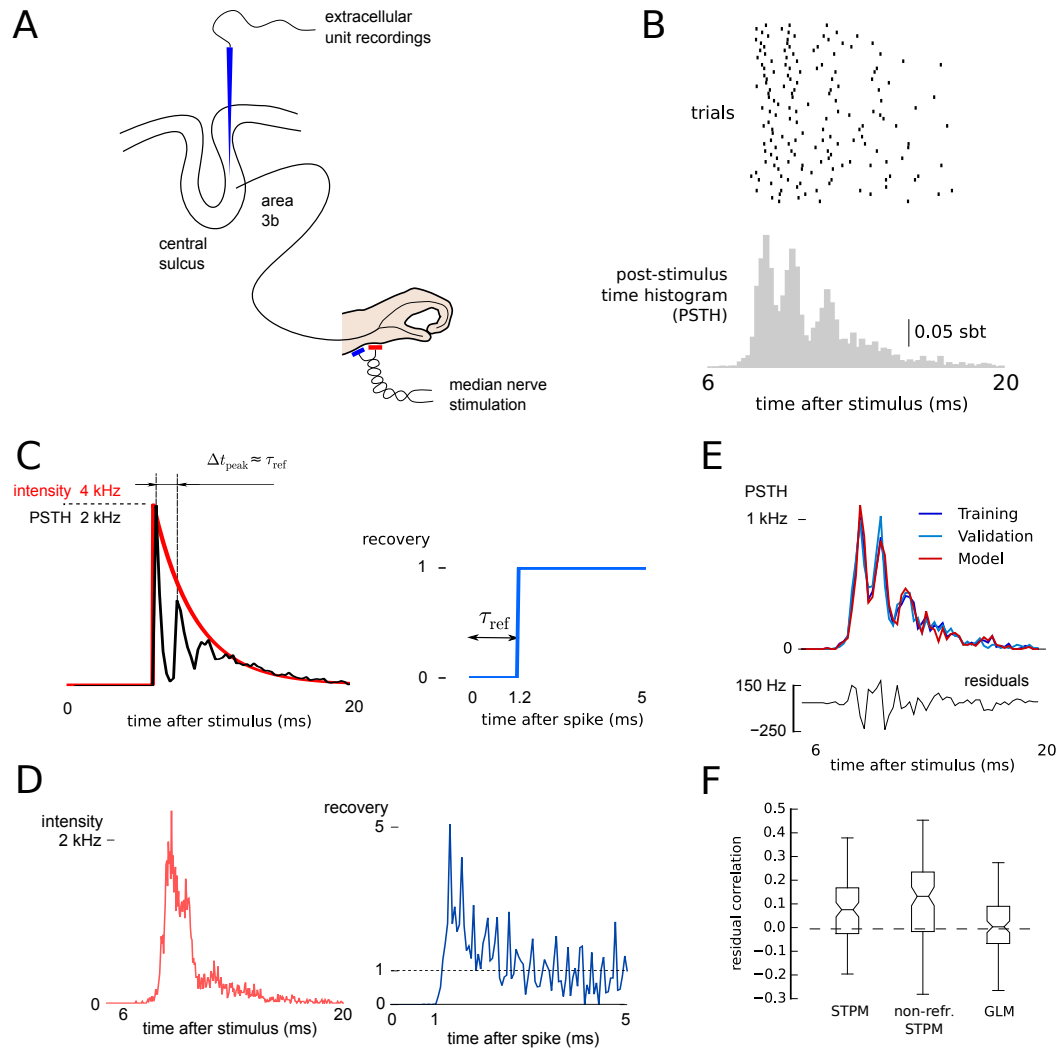 A
extracellular
unit recordings
area
3b
central
sulcus
median nerve
stimulation
B
trials
post-stimulus
time histogram
(PSTH)
0.05 sbt
6
20
time after stimulus (ms)
C
Δt_peak ≈ τ_ref
intensity 4 kHz
PSTH 2 kHz
0
20
time after stimulus (ms)
recovery
1
τ_ref
0
0
1.2
5
time after spike (ms)
D
intensity
2 kHz
0
6
20
time after stimulus (ms)
recovery
5
1
0
0
1
5
time after spike (ms)
E
PSTH
1 kHz
Training
Validation
Model
0
residuals
150 Hz
−250
6
20
time after stimulus (ms)
F
residual correlation
0.5
0.4
0.3
0.2
0.1
0.0
−0.1
−0.2
−0.3
STPM
non-refr.
STPM
GLM